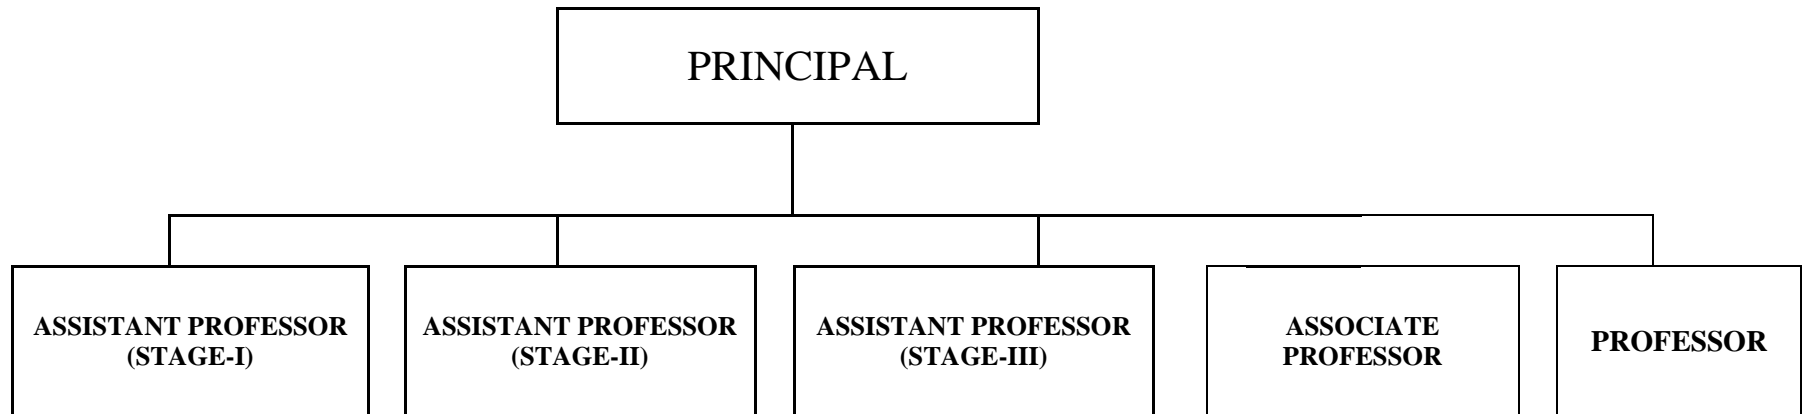 PRINCIPAL
ASSISTANT PROFESSOR
(STAGE-I)
ASSISTANT PROFESSOR
(STAGE-II)
ASSISTANT PROFESSOR
(STAGE-III)
ASSOCIATE
PROFESSOR
PROFESSOR